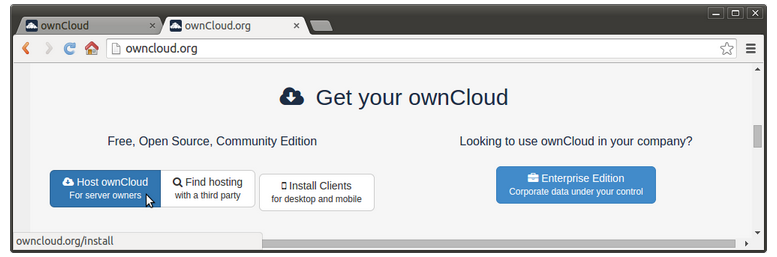 ownCloud
ownCloud.org
owncloud.org
Get your ownCloud
Free, Open Source, Community Edition
Looking to use ownCloud in your company?
Host ownCloud
For server owners
Find hosting
with a third party
Install Clients
for desktop and mobile
Enterprise Edition
Corporate data under your control
owncloud.org/install